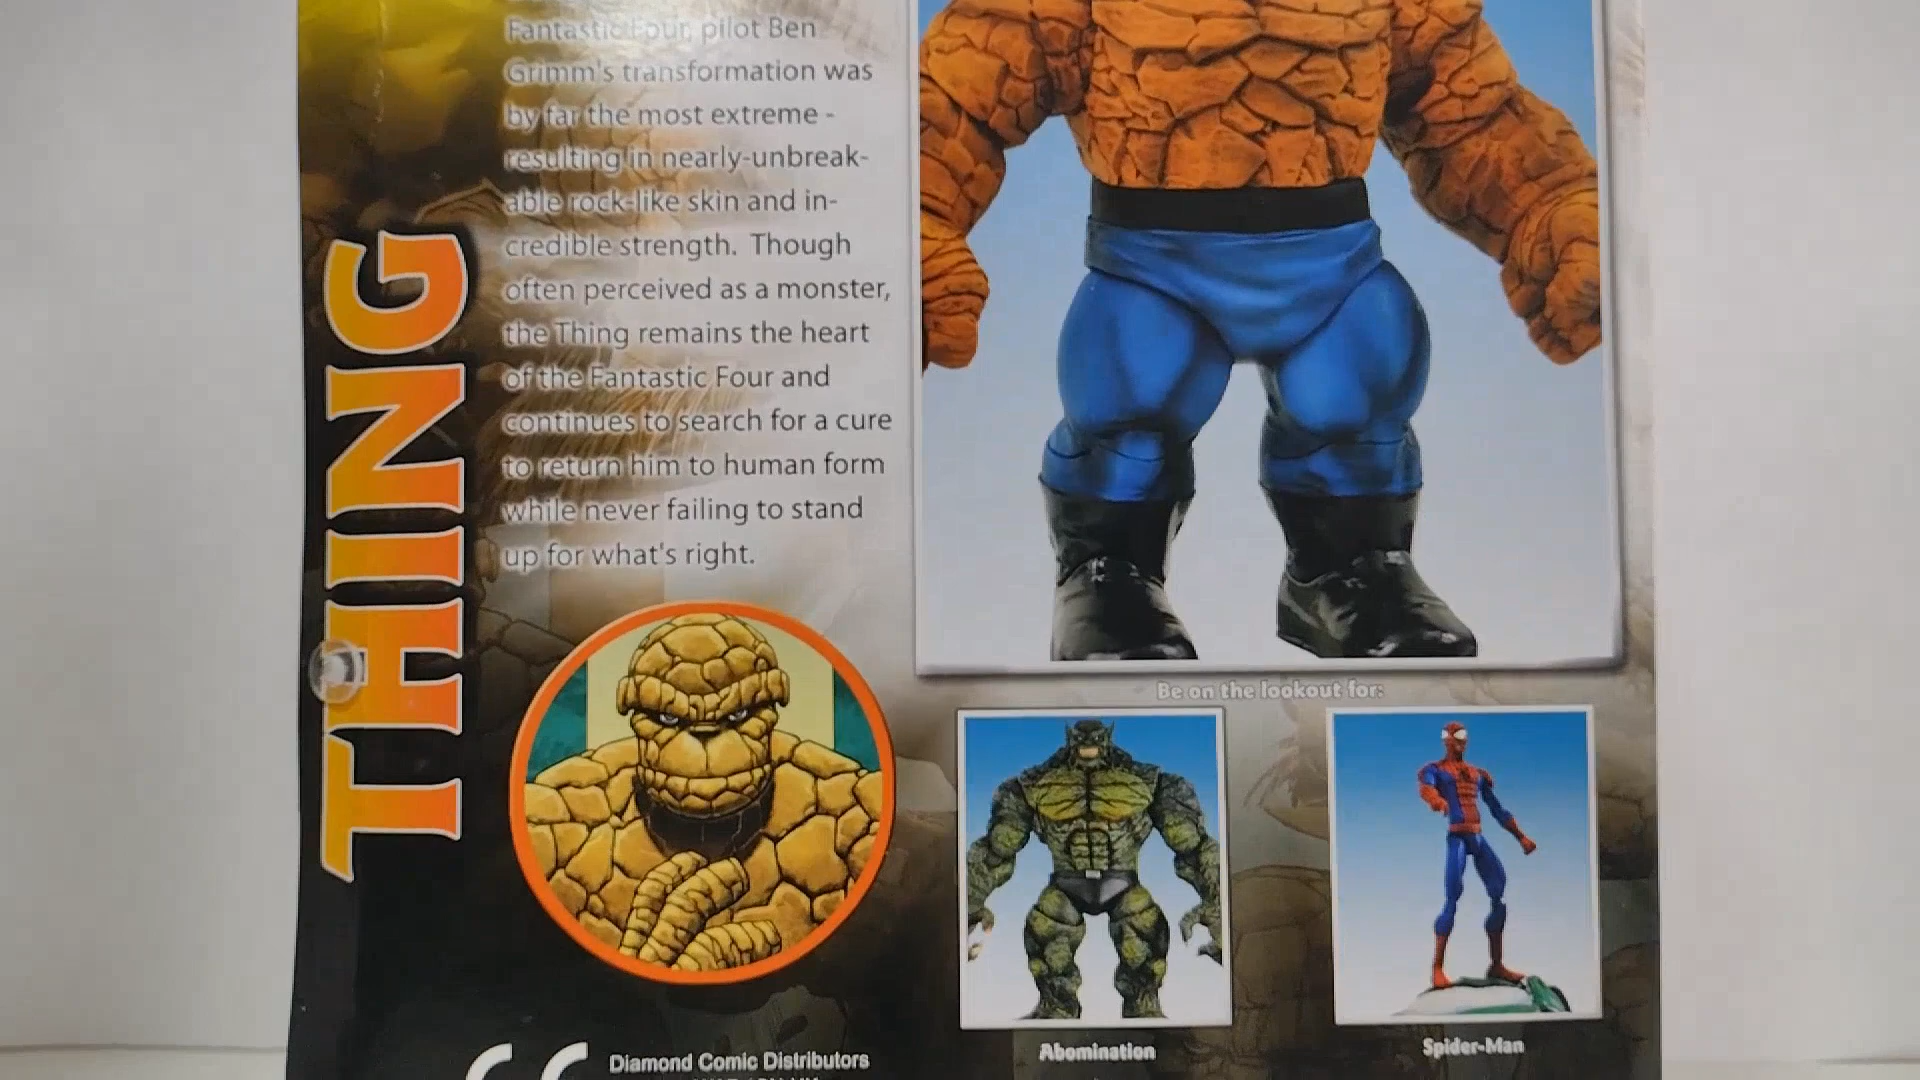 Fantastic Four, pilot Ben
Grimm's transformation was
by far the most extreme -
resulting in nearly-unbreak-
able rock-like skin and in-
credible strength. Though
often perceived as a monster,
the Thing remains the heart
of the Fantastic Four and
continues to search for a cure
to return him to human form
while never failing to stand
up for what's right.
THING
Be on the lookout for:
Abomination
Spider-Man
CE
Diamond Comic Distributors